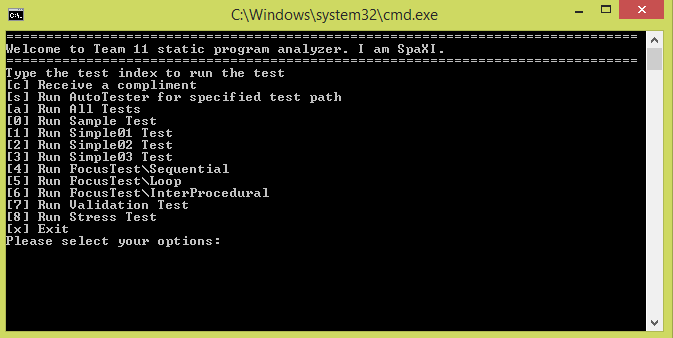 C:\Windows\system32\cmd.exe
===============================================================================
Welcome to Team 11 static program analyzer. I am SpaXI.
===============================================================================
Type the test index to run the test
[c] Receive a compliment
[s] Run AutoTester for specified test path
[a] Run All Tests
[0] Run Sample Test
[1] Run Simple01 Test
[2] Run Simple02 Test
[3] Run Simple03 Test
[4] Run FocusTest\Sequential
[5] Run FocusTest\Loop
[6] Run FocusTest\InterProcedural
[7] Run Validation Test
[8] Run Stress Test
[x] Exit
Please select your options: